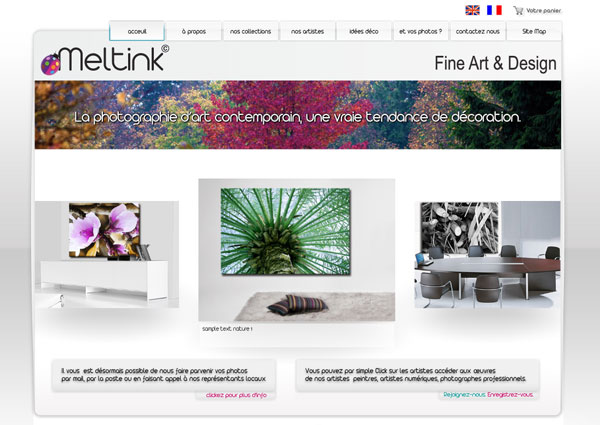 Votre panier
acceuil à propos nos collections nos artistes idées déco et vos photos ? contactez nous Site Map
Meltink©
Fine Art & Design
La photographie d'art contemporain, une vraie tendance de décoration.
sample text nature 1
Il vous est désormais possible de nous faire parvenir vos photos
par mail, par la poste ou en faisant appel à nos représentants locaux
clickez pour plus d'info
Vous pouvez par simple Click sur les artistes accéder aux œuvres
de nos artistes peintres, artistes numériques, photographes professionnels.
Rejoignez-nous Enregistrez-vous